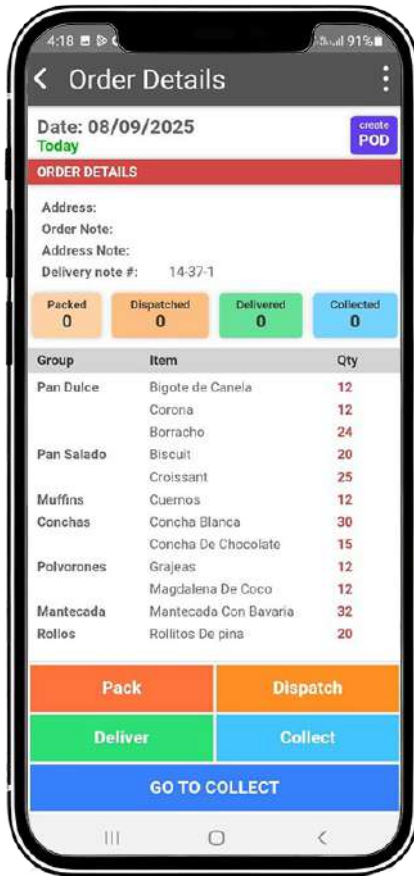 4:18
91%
Order Details
Date: 08/09/2025
Today
create
POD
ORDER DETAILS
Address:
Order Note:
Address Note:
Delivery note #: 14-37-1
Packed Dispatched Delivered Collected
0 0 0 0
Group Item Qty
Pan Dulce Bigote de Canela 12
Corona 12
Borracho 24
Pan Salado Biscuit 20
Croissant 25
Muffins Cuernos 12
Conchas Concha Blanca 30
Concha De Chocolate 15
Polvorones Grajeas 12
Magdalena De Coco 12
Mantecada Mantecada Con Bavaria 32
Rollos Rollitos De pina 20
Pack Dispatch
Deliver Collect
GO TO COLLECT